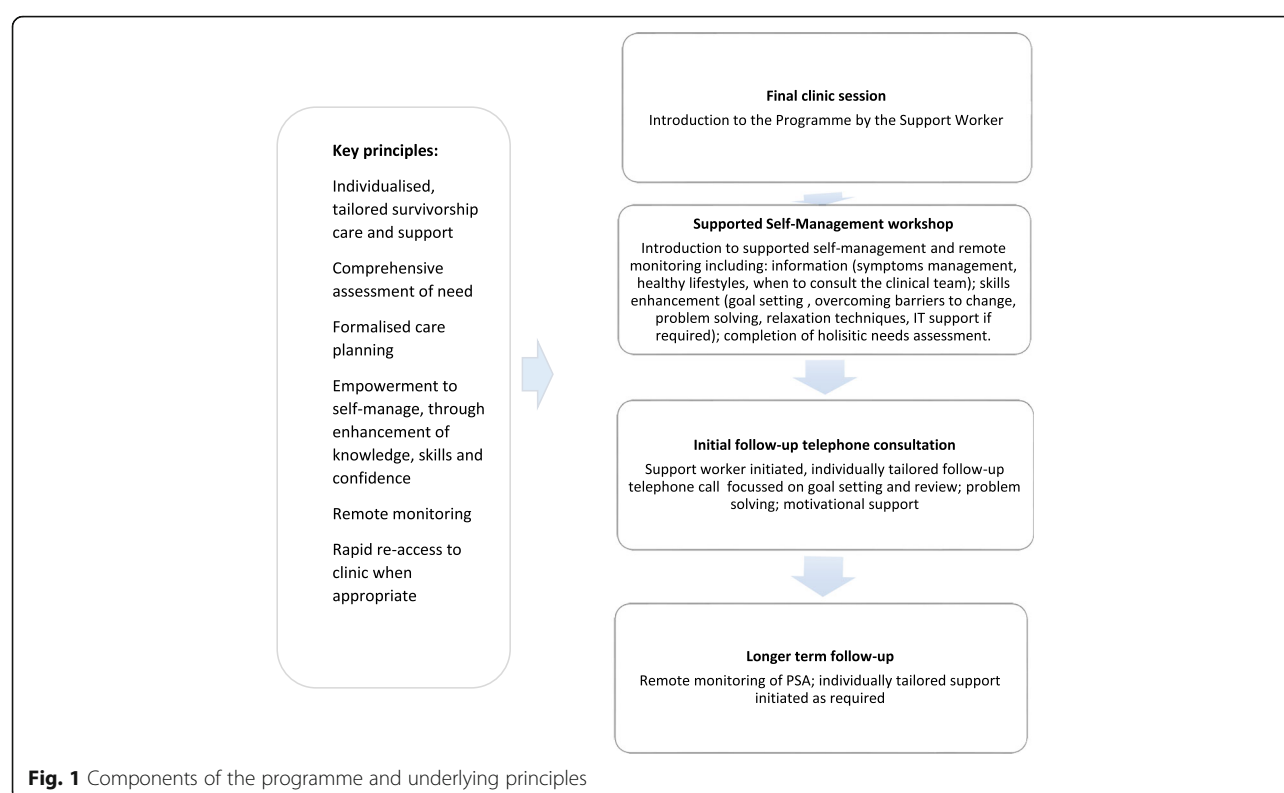 Key principles:
Individualised,
tailored survivorship
care and support
Comprehensive
assessment of need
Formalised care
planning
Empowerment to
self-manage, through
enhancement of
knowledge, skills and
confidence
Remote monitoring
Rapid re-access to
clinic when
appropriate
Final clinic session
Introduction to the Programme by the Support Worker
Supported Self-Management workshop
Introduction to supported self-management and remote
monitoring including: information (symptoms management,
healthy lifestyles, when to consult the clinical team); skills
enhancement (goal setting , overcoming barriers to change,
problem solving, relaxation techniques, IT support if
required); completion of holisitic needs assessment.
Initial follow-up telephone consultation
Support worker initiated, individually tailored follow-up
telephone call  focussed on goal setting and review; problem
solving; motivational support
Longer term follow-up
Remote monitoring of PSA; individually tailored support
initiated as required
Fig. 1 Components of the programme and underlying principles